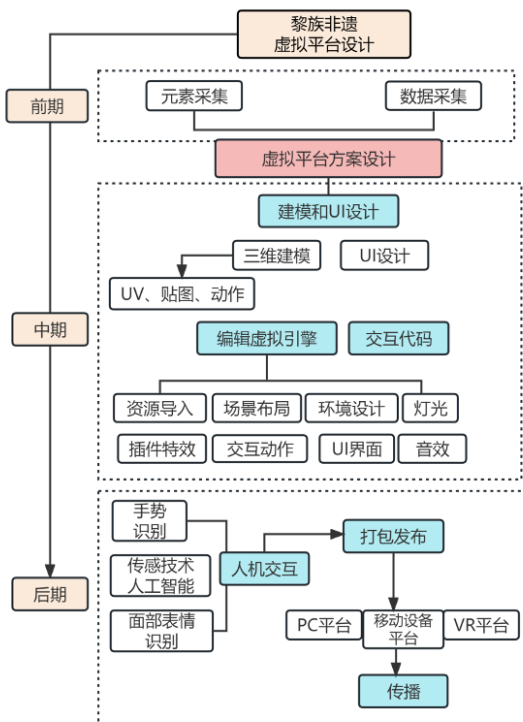 黎族非遗
虚拟平台设计
前期
元素采集
数据采集
虚拟平台方案设计
建模和UI设计
三维建模
UI设计
UV、贴图、动作
中期
编辑虚拟引擎
交互代码
资源导入
场景布局
环境设计
灯光
插件特效
交互动作
UI界面
音效
手势
识别
打包发布
传感技术
人工智能
人机交互
后期
面部表情
识别
PC平台
移动设备
平台
VR平台
传播